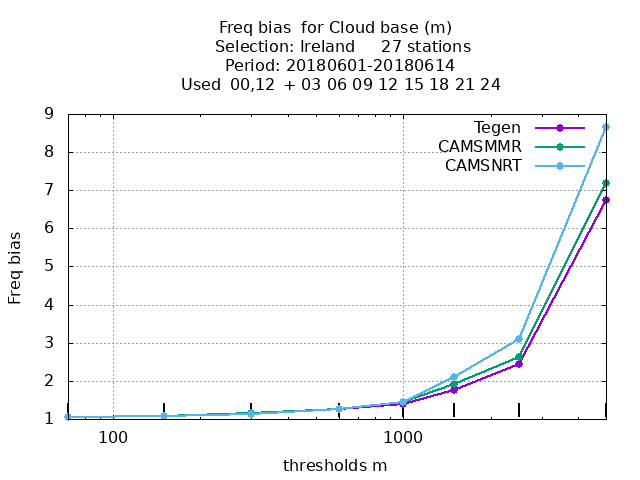 Freq bias  for Cloud base (m)
Selection: Ireland     27 stations
Period: 20180601-20180614
Used  00,12  + 03 06 09 12 15 18 21 24
Tegen
CAMSMMR
CAMSNRT
9
8
7
6
5
4
3
2
1
Freq bias
100
1000
thresholds m